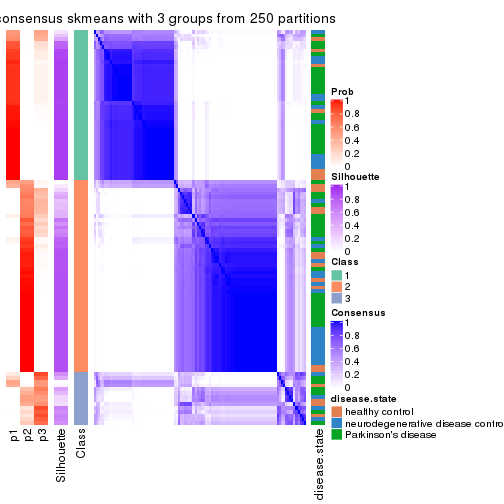 consensus skmeans with 3 groups from 250 partitions
Prob
1
0.8
0.6
0.4
0.2
0
Silhouette
1
0.8
0.6
0.4
0.2
0
Class
1
2
3
Consensus
1
0.8
0.6
0.4
0.2
0
disease.state
healthy control
neurodegenerative disease contro
Parkinson's disease
p1
p2
p3
Silhouette
Class
disease.state